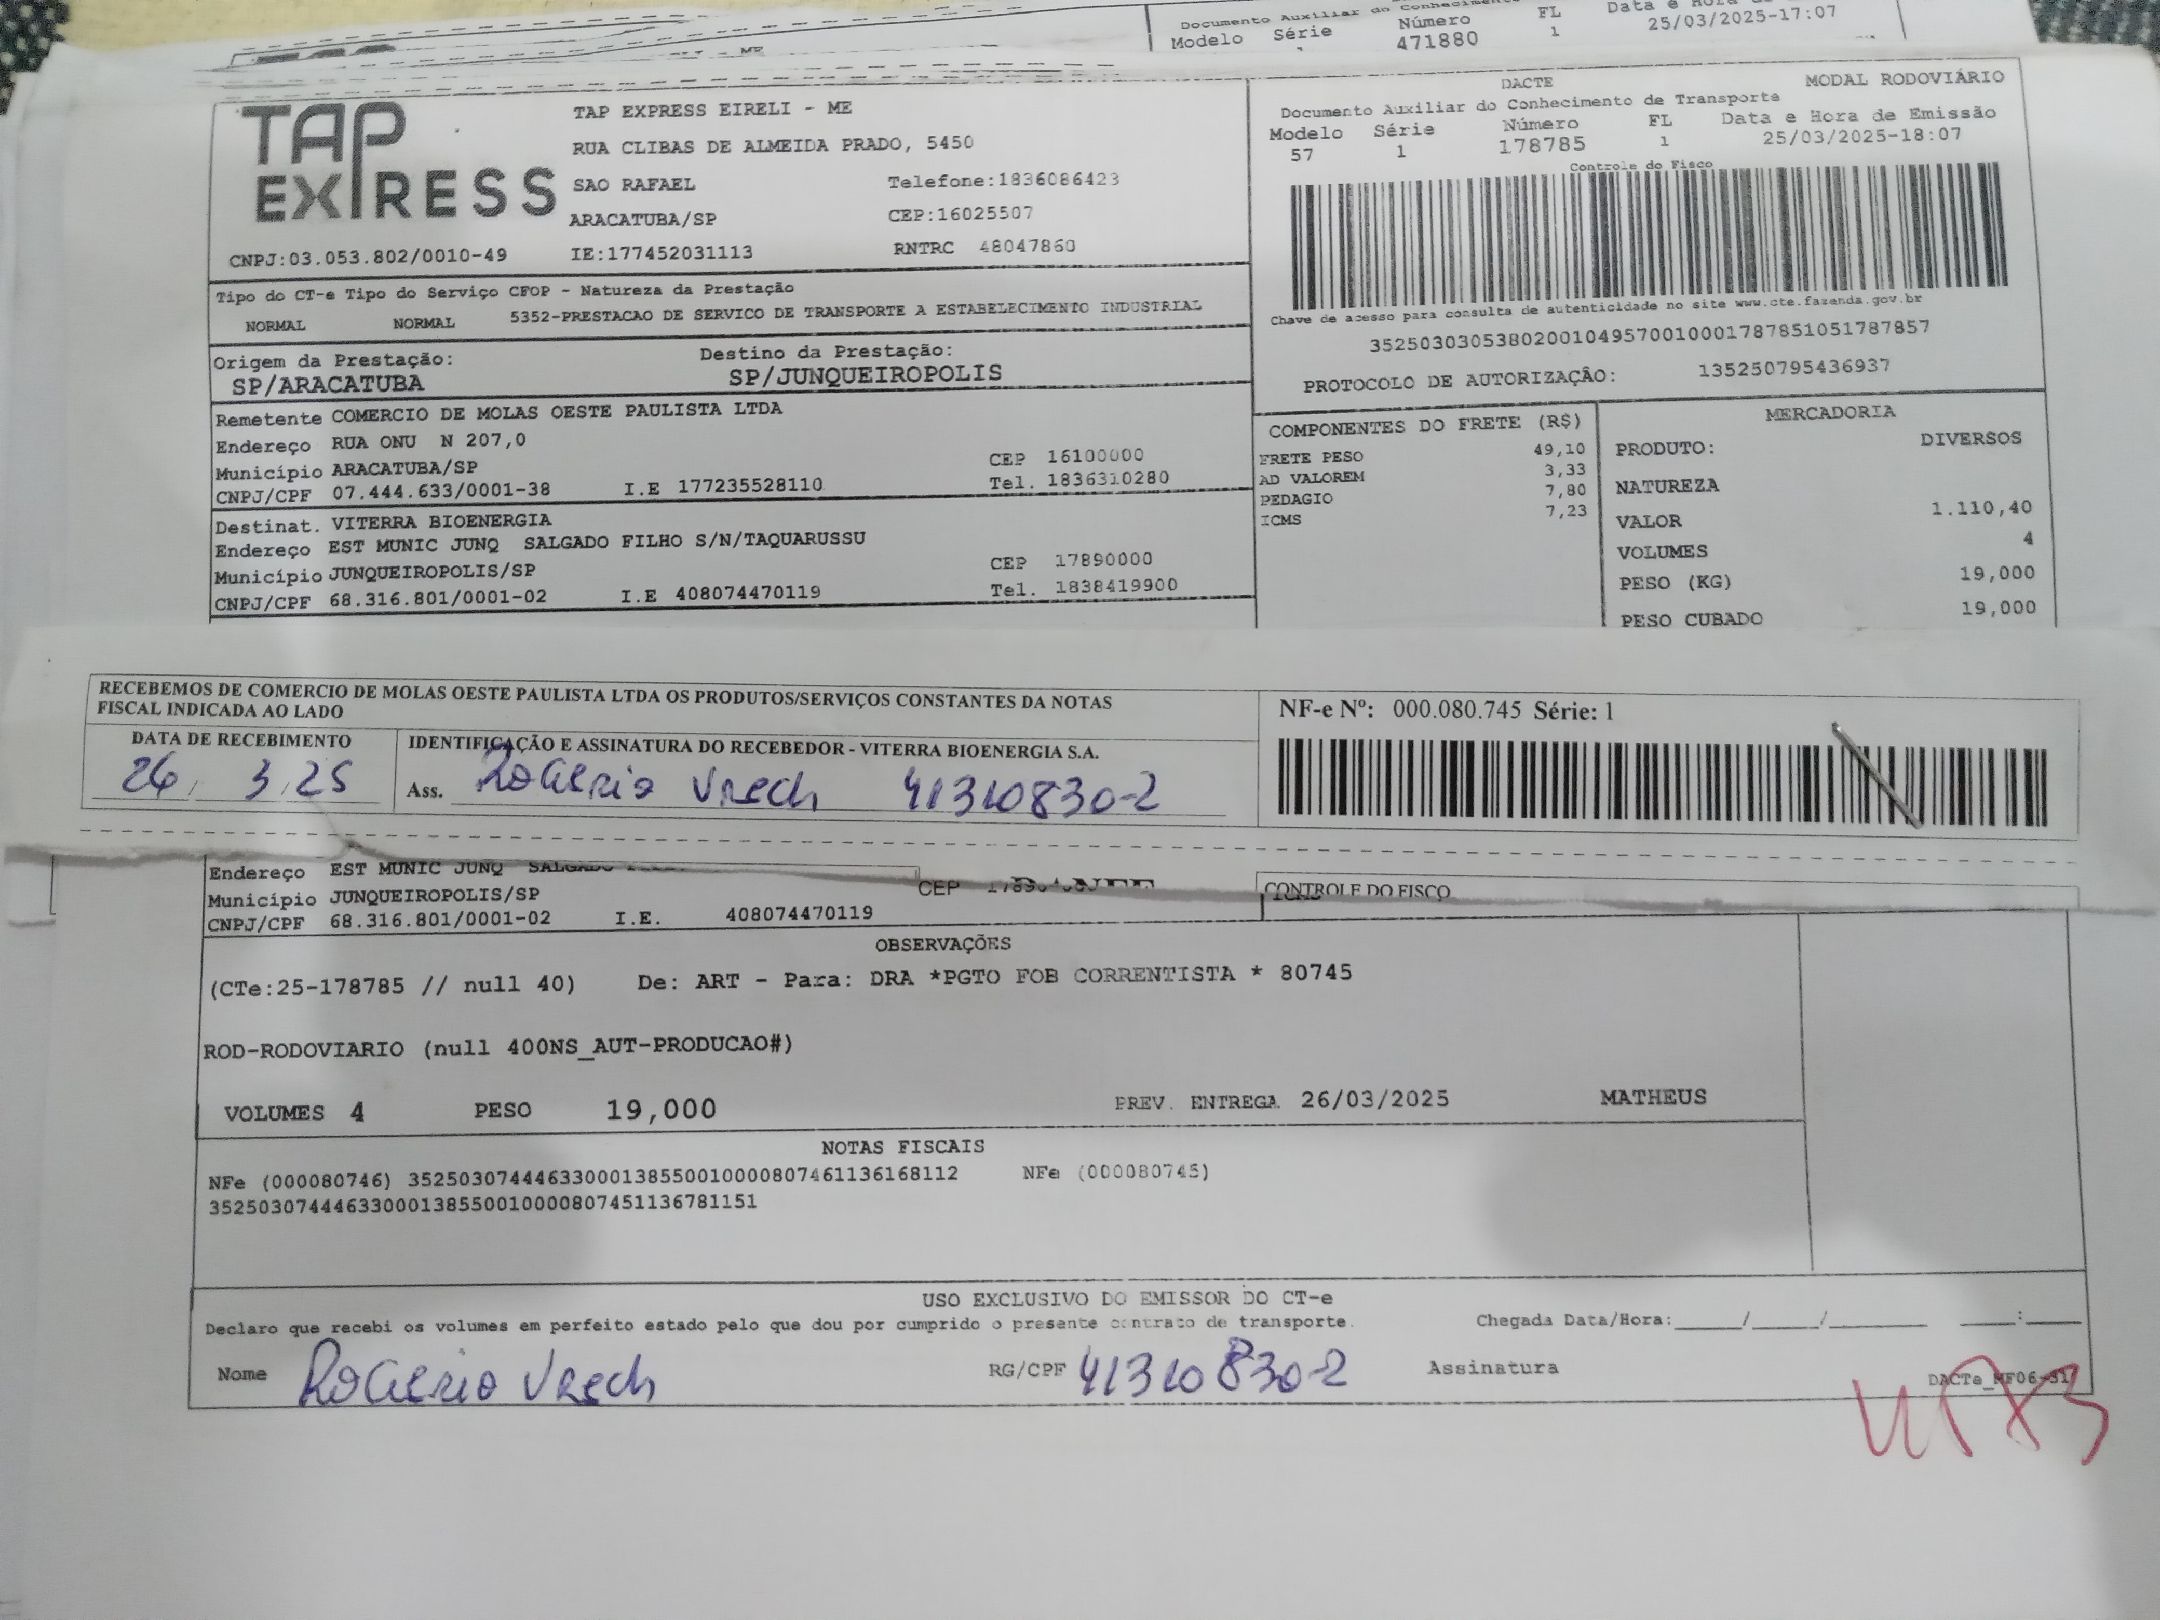 Documento Auxiliar do Conhecimento
Modelo Série Número FL Data e Hora
471880 1 25/03/2025-17:07
TAP EXPRESS
TAP EXPRESS EIRELI - ME
RUA CLIBAS DE ALMEIDA PRADO, 5450
SAO RAFAEL Telefone:1836086423
ARACATUBA/SP CEP:16025507
CNPJ:03.053.802/0010-49 IE:177452031113 RNTRC 48047860
DACTE MODAL RODOVIÁRIO
Documento Auxiliar do Conhecimento de Transporte
Modelo Série Número FL Data e Hora de Emissão
57 1 178785 1 25/03/2025-18:07
Controle do Fisco
Chave de acesso para consulta de autenticidade no site www.cte.fazenda.gov.br
35250303053802001049570010001787851051787857
PROTOCOLO DE AUTORIZAÇÃO: 135250795436937
Tipo do CT-e Tipo do Serviço CFOP - Natureza da Prestação
NORMAL NORMAL 5352-PRESTACAO DE SERVICO DE TRANSPORTE A ESTABELECIMENTO INDUSTRIAL
Origem da Prestação: Destino da Prestação:
SP/ARACATUBA SP/JUNQUEIROPOLIS
Remetente COMERCIO DE MOLAS OESTE PAULISTA LTDA
Endereço RUA ONU N 207,0
Município ARACATUBA/SP CEP 16100000
CNPJ/CPF 07.444.633/0001-38 I.E 177235528110 Tel. 1836310280
Destinat. VITERRA BIOENERGIA
Endereço EST MUNIC JUNQ SALGADO FILHO S/N/TAQUARUSSU
Município JUNQUEIROPOLIS/SP CEP 17890000
CNPJ/CPF 68.316.801/0001-02 I.E 408074470119 Tel. 1838419900
COMPONENTES DO FRETE (R$)
FRETE PESO 49,10
AD VALOREM 3,33
PEDAGIO 7,80
ICMS 7,23
MERCADORIA
PRODUTO: DIVERSOS
NATUREZA
VALOR 1.110,40
VOLUMES 4
PESO (KG) 19,000
PESO CUBADO 19,000
RECEBEMOS DE COMERCIO DE MOLAS OESTE PAULISTA LTDA OS PRODUTOS/SERVIÇOS CONSTANTES DA NOTAS
FISCAL INDICADA AO LADO
DATA DE RECEBIMENTO IDENTIFICAÇÃO E ASSINATURA DO RECEBEDOR - VITERRA BIOENERGIA S.A.
26, 3, 25 Ass. Rogerio Vrech 41310830-2
NF-e Nº: 000.080.745 Série: 1
Endereço EST MUNIC JUNQ SALGADO
Município JUNQUEIROPOLIS/SP CEP
CNPJ/CPF 68.316.801/0001-02 I.E. 408074470119
CONTROLE DO FISCO
OBSERVAÇÕES
(CTe:25-178785 // null 40) De: ART - Para: DRA *PGTO FOB CORRENTISTA * 80745
ROD-RODOVIARIO (null 400NS_AUT-PRODUCAO#)
VOLUMES 4 PESO 19,000 PREV. ENTREGA 26/03/2025 MATHEUS
NOTAS FISCAIS
NFe (000080746) 35250307444633000138550010000807461136168112 NFe (000080745)
35250307444633000138550010000807451136781151
USO EXCLUSIVO DO EMISSOR DO CT-e
Declaro que recebi os volumes em perfeito estado pelo que dou por cumprido o presente contrato de transporte. Chegada Data/Hora:_____/_____/_______ ____:____
Nome Rogerio Vrech RG/CPF 41310830-2 Assinatura